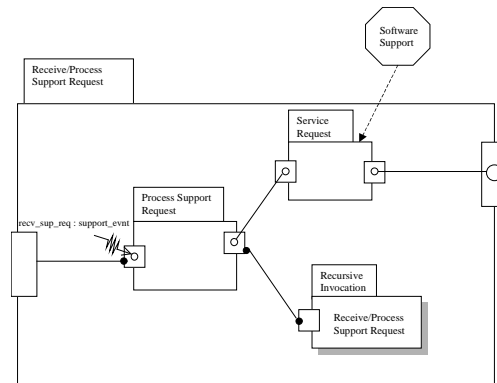 Software
Support
Receive/Process
Support Request
Service
Request
Process Support
Request
recv_sup_req : support_evnt
Recursive
Invocation
Receive/Process
Support Request